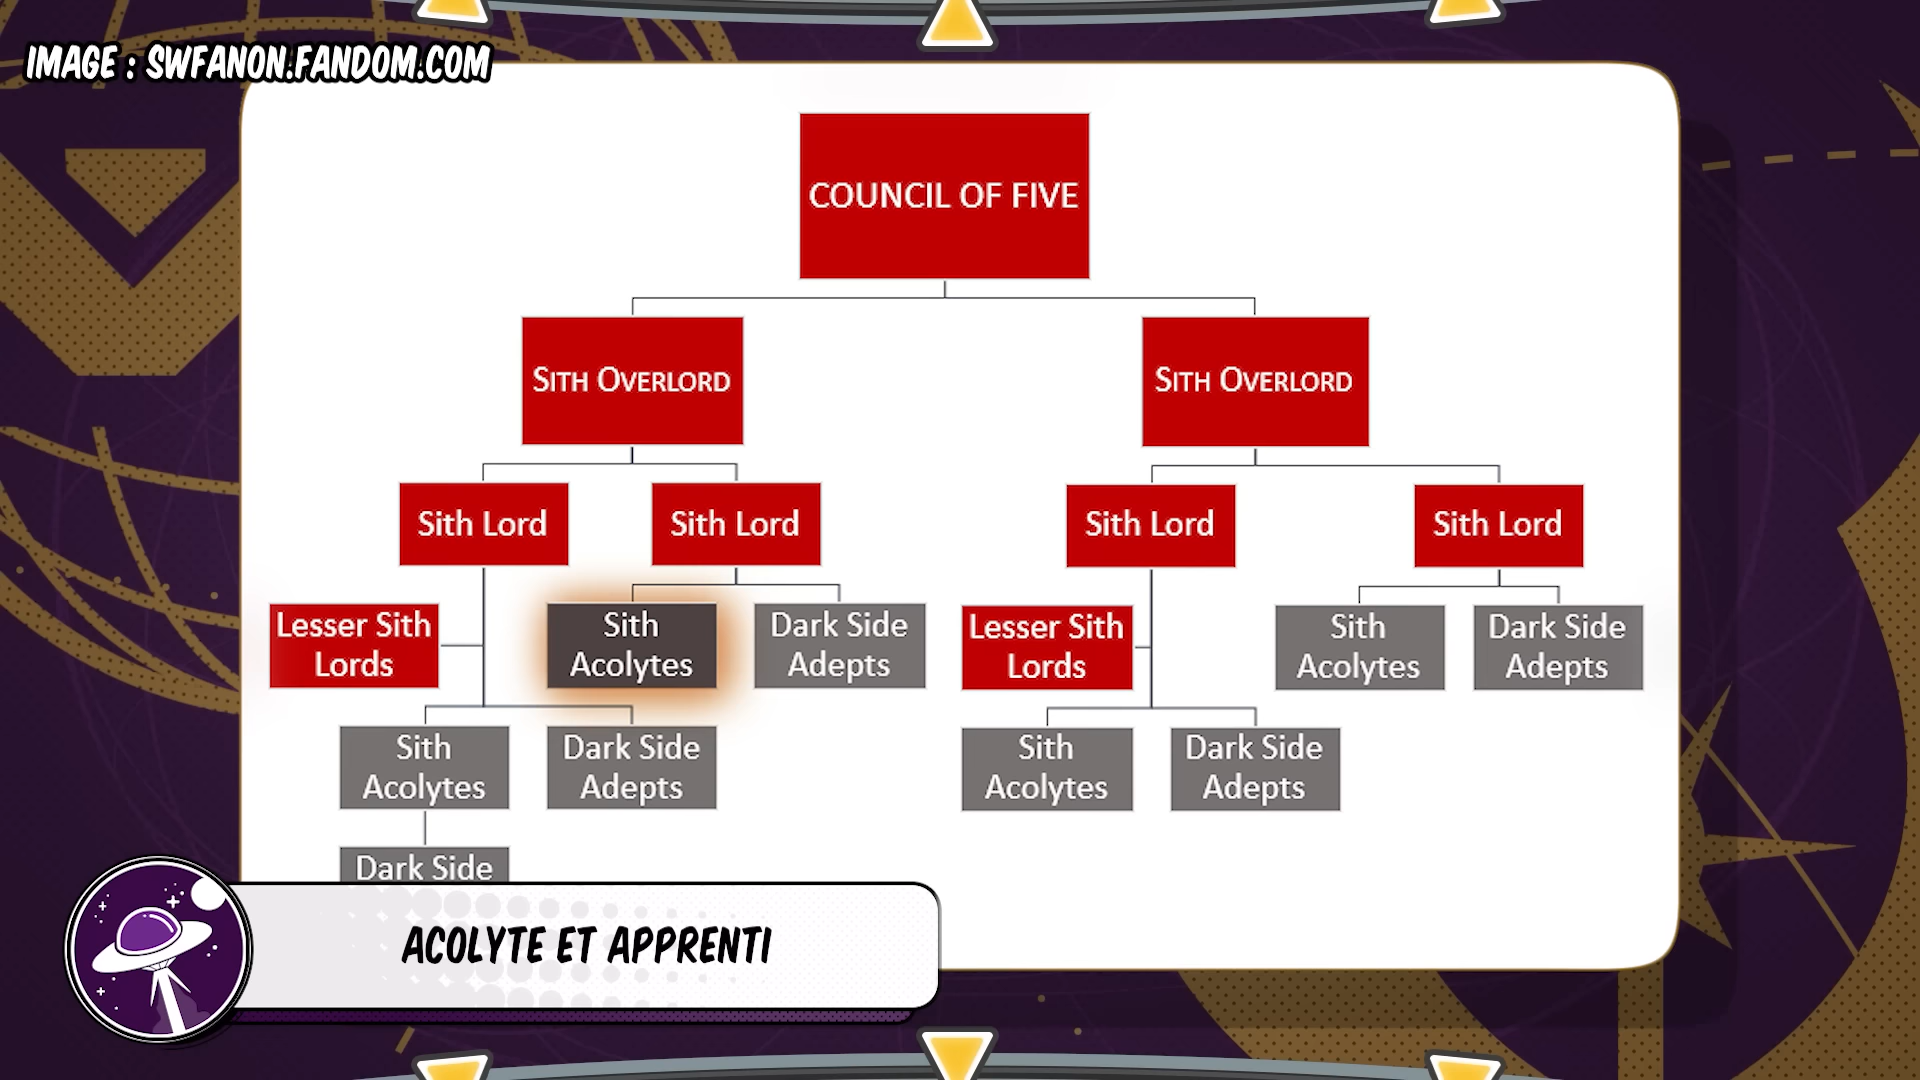 IMAGE : SWFANON.FANDOM.COM
COUNCIL OF FIVE
SITH OVERLORD
SITH OVERLORD
Sith Lord
Sith Lord
Sith Lord
Sith Lord
Lesser Sith
Lords
Sith
Acolytes
Dark Side
Adepts
Lesser Sith
Lords
Sith
Acolytes
Dark Side
Adepts
Sith
Acolytes
Dark Side
Adepts
Sith
Acolytes
Dark Side
Adepts
Dark Side
ACOLYTE ET APPRENTI